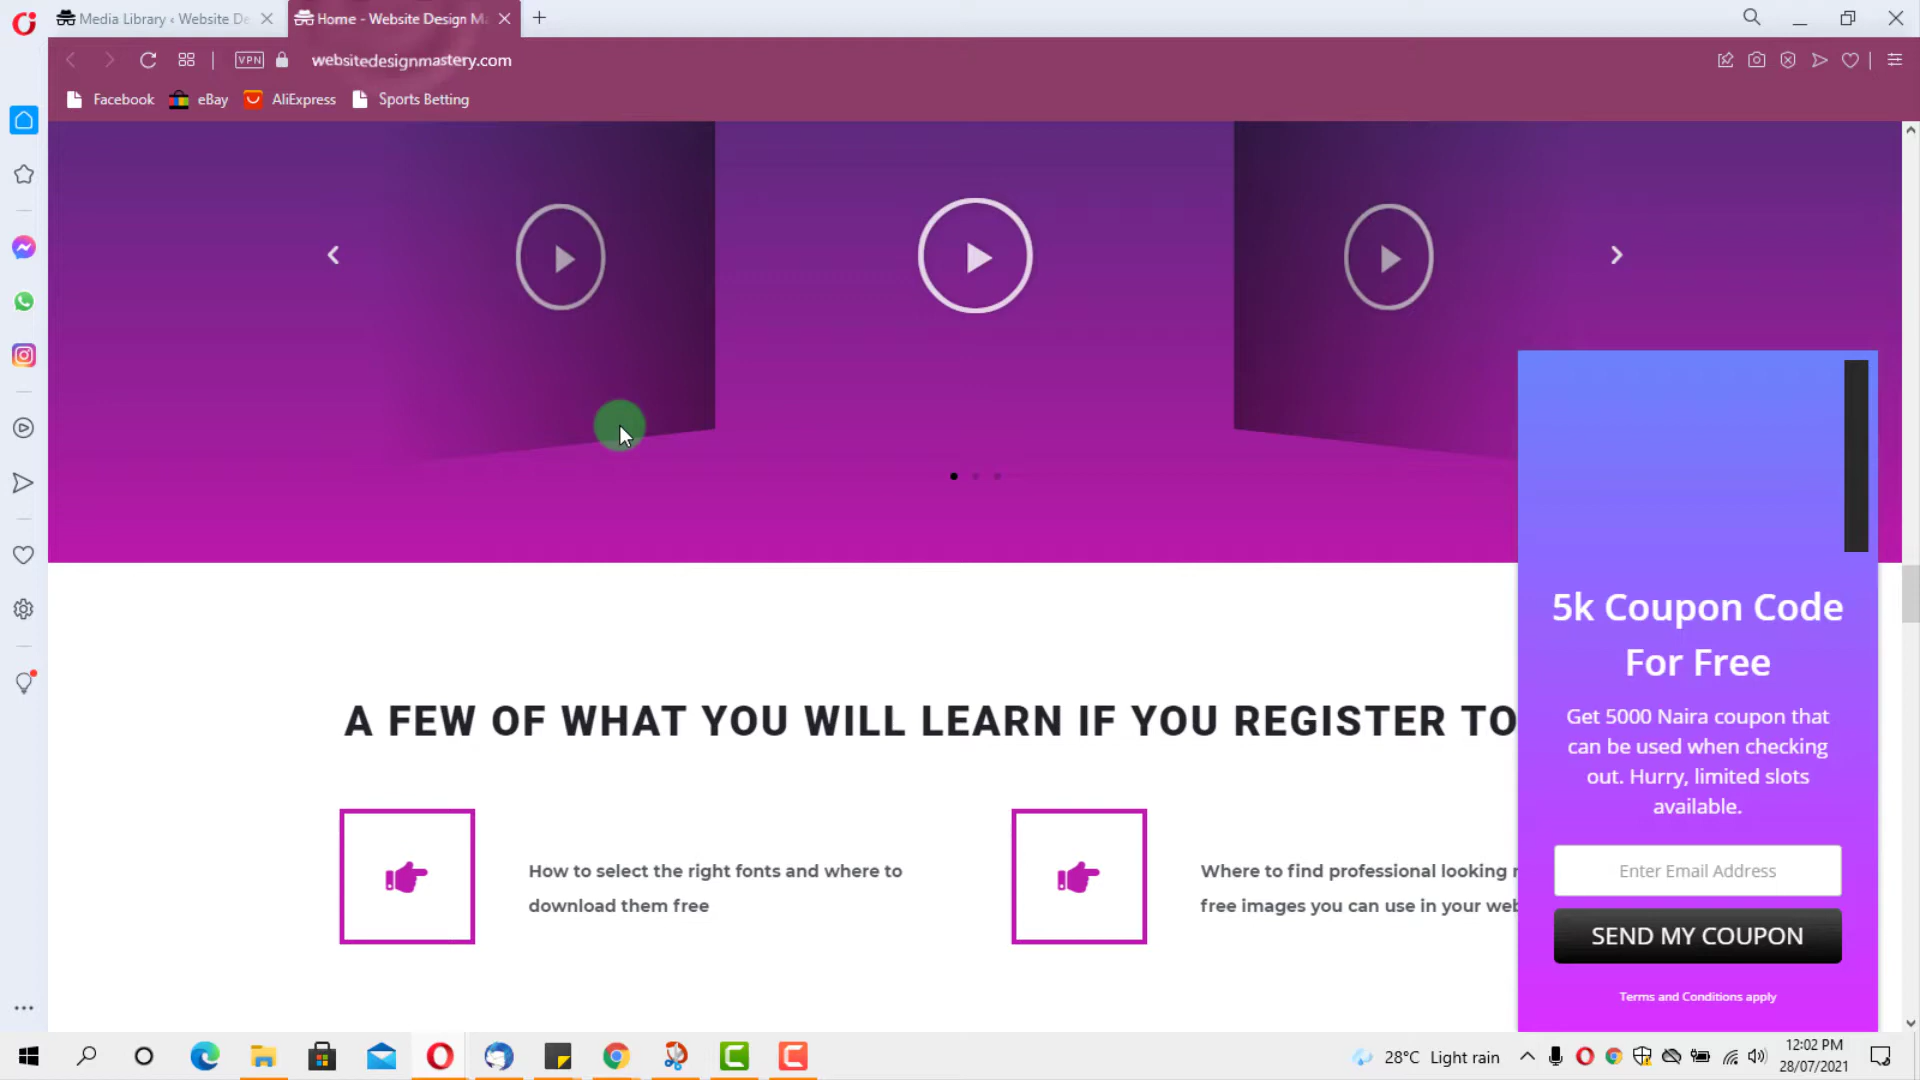 Media Library ‹ Website De
Home - Website Design Ma
VPN
websitedesignmastery.com
Facebook
eBay
AliExpress
Sports Betting
A FEW OF WHAT YOU WILL LEARN IF YOU REGISTER TO
How to select the right fonts and where to
download them free
Where to find professional looking
free images you can use in your
5k Coupon Code
For Free
Get 5000 Naira coupon that
can be used when checking
out. Hurry, limited slots
available.
Enter Email Address
SEND MY COUPON
Terms and Conditions apply
28°C Light rain
12:02 PM
28/07/2021